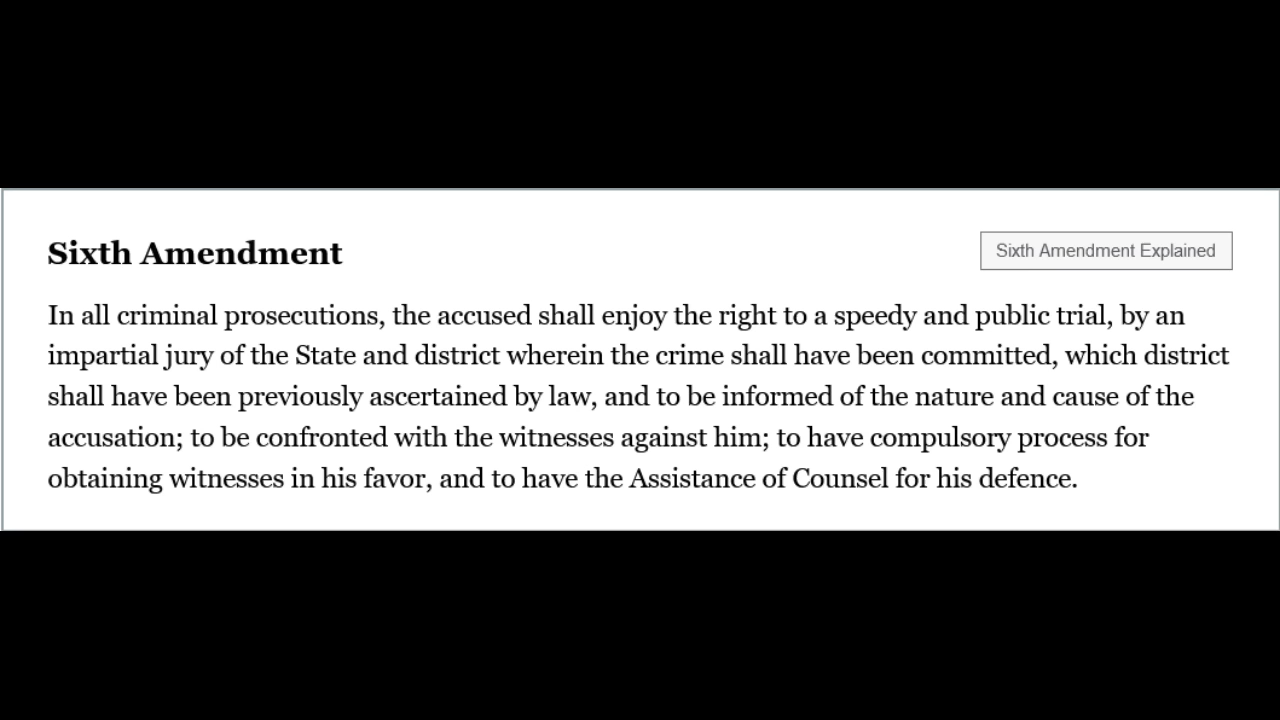 Sixth Amendment
Sixth Amendment Explained
In all criminal prosecutions, the accused shall enjoy the right to a speedy and public trial, by an
impartial jury of the State and district wherein the crime shall have been committed, which district
shall have been previously ascertained by law, and to be informed of the nature and cause of the
accusation; to be confronted with the witnesses against him; to have compulsory process for
obtaining witnesses in his favor, and to have the Assistance of Counsel for his defence.